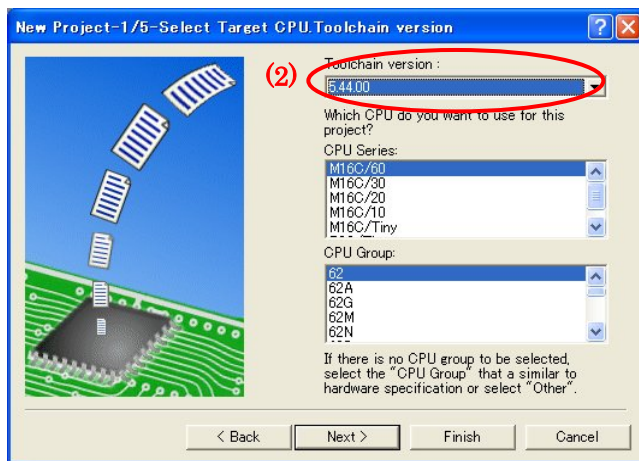 New Project-1/5-Select Target CPU.Toolchain version
(2)
Toolchain version :
5.44.00
Which CPU do you want to use for this
project?
CPU Series:
M16C/60
M16C/30
M16C/20
M16C/10
M16C/Tiny
CPU Group:
62
62A
62G
62M
62N
If there is no CPU group to be selected,
select the "CPU Group" that a similar to
hardware specification or select "Other".
< Back
Next >
Finish
Cancel